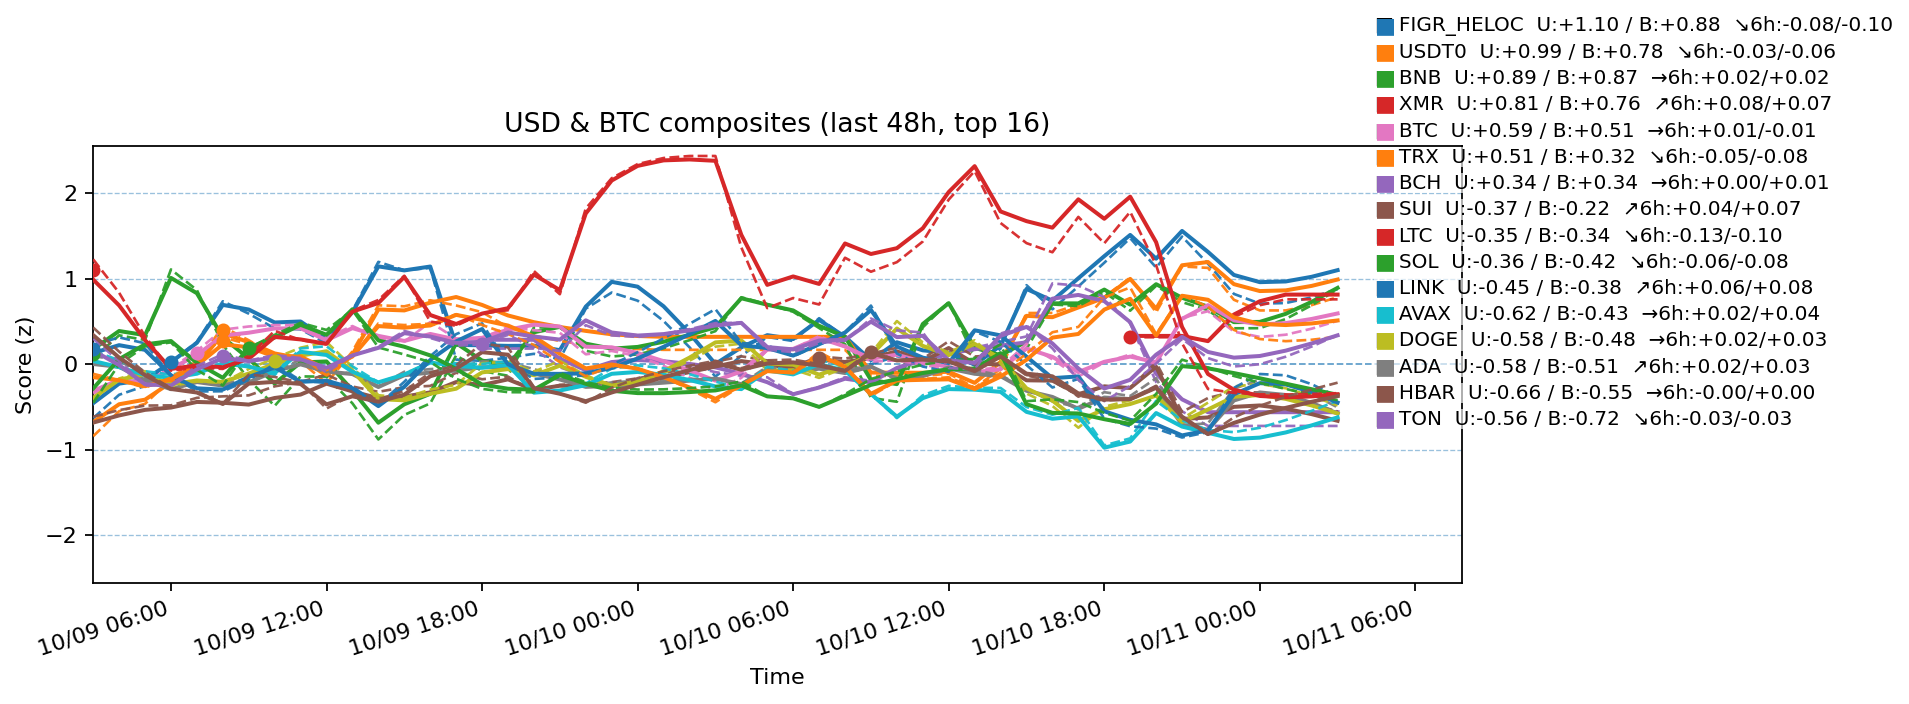 FIGR_HELOC U:+1.10 / B:+0.88 ↘6h:-0.08/-0.10
USDT0 U:+0.99 / B:+0.78 ↘6h:-0.03/-0.06
BNB U:+0.89 / B:+0.87 →6h:+0.02/+0.02
XMR U:+0.81 / B:+0.76 ↗6h:+0.08/+0.07
BTC U:+0.59 / B:+0.51 →6h:+0.01/-0.01
TRX U:+0.51 / B:+0.32 ↘6h:-0.05/-0.08
BCH U:+0.34 / B:+0.34 →6h:+0.00/+0.01
SUI U:-0.37 / B:-0.22 ↗6h:+0.04/+0.07
LTC U:-0.35 / B:-0.34 ↘6h:-0.13/-0.10
SOL U:-0.36 / B:-0.42 ↘6h:-0.06/-0.08
LINK U:-0.45 / B:-0.38 ↗6h:+0.06/+0.08
AVAX U:-0.62 / B:-0.43 →6h:+0.02/+0.04
DOGE U:-0.58 / B:-0.48 →6h:+0.02/+0.03
ADA U:-0.58 / B:-0.51 ↗6h:+0.02/+0.03
HBAR U:-0.66 / B:-0.55 →6h:-0.00/+0.00
TON U:-0.56 / B:-0.72 ↘6h:-0.03/-0.03
USD & BTC composites (last 48h, top 16)
Score (z)
2
1
0
−1
−2
10/09 06:00
10/09 12:00
10/09 18:00
10/10 00:00
10/10 06:00
10/10 12:00
10/10 18:00
10/11 00:00
10/11 06:00
Time